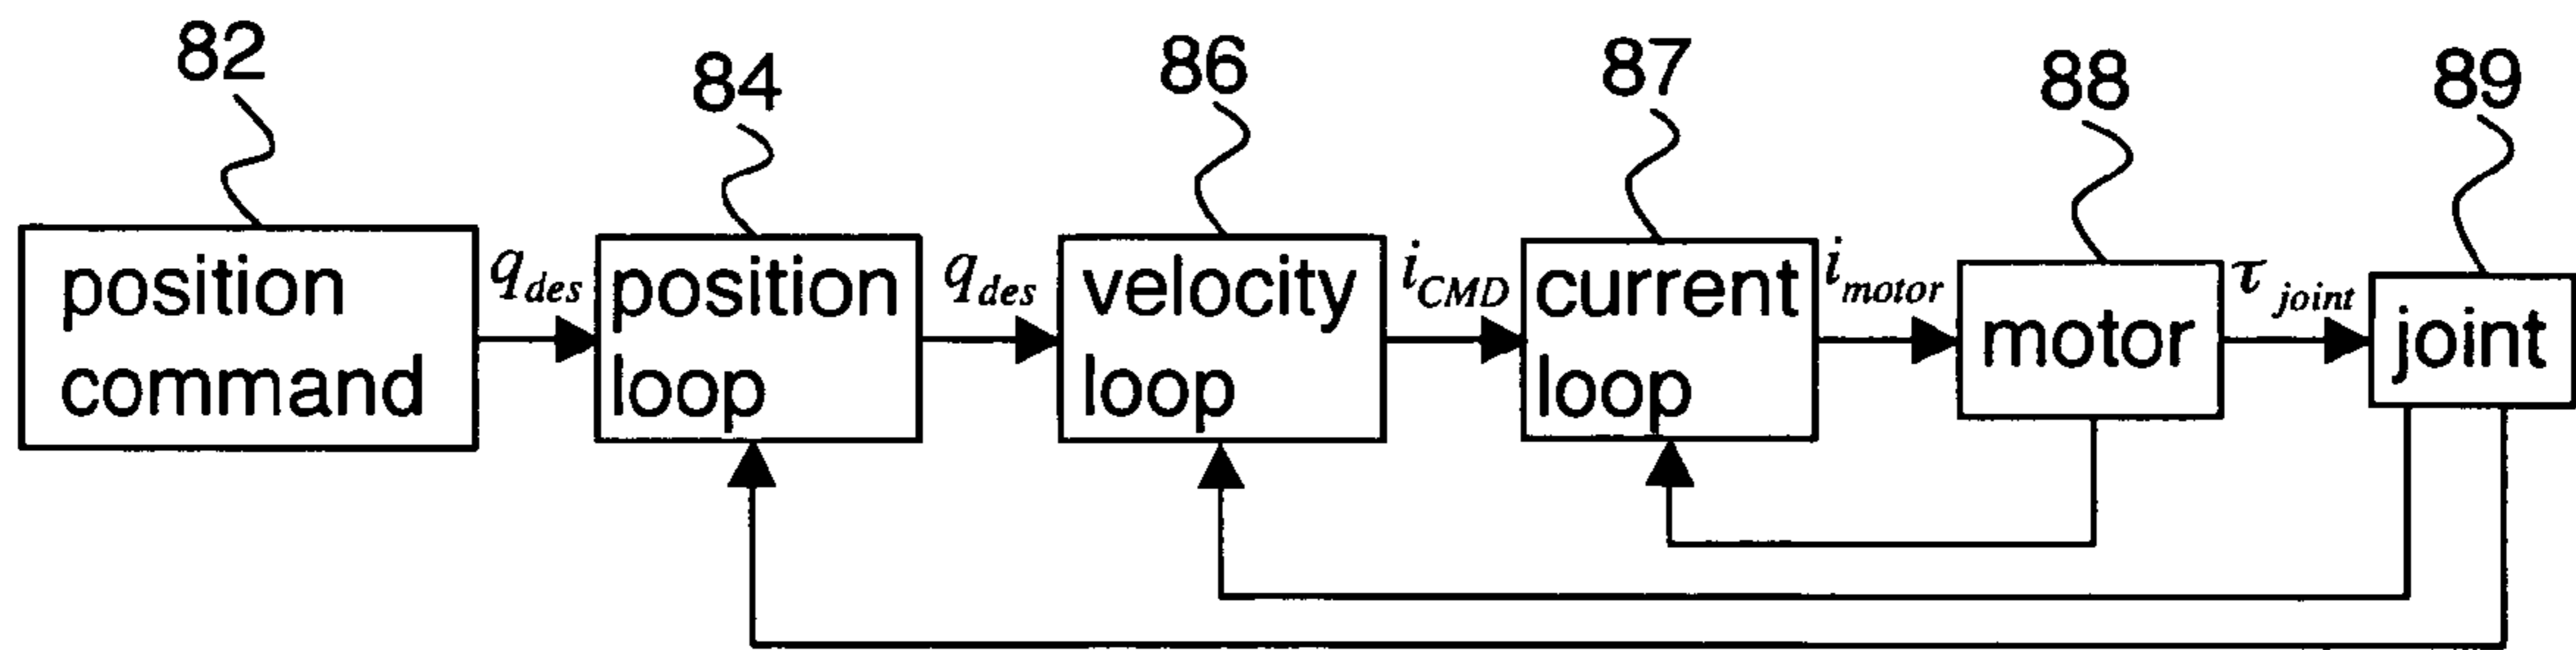 82
84
86
87
88
89
position
command
q_des
position
loop
q_des
velocity
loop
i_CMD
current
loop
i_motor
motor
τ_joint
joint